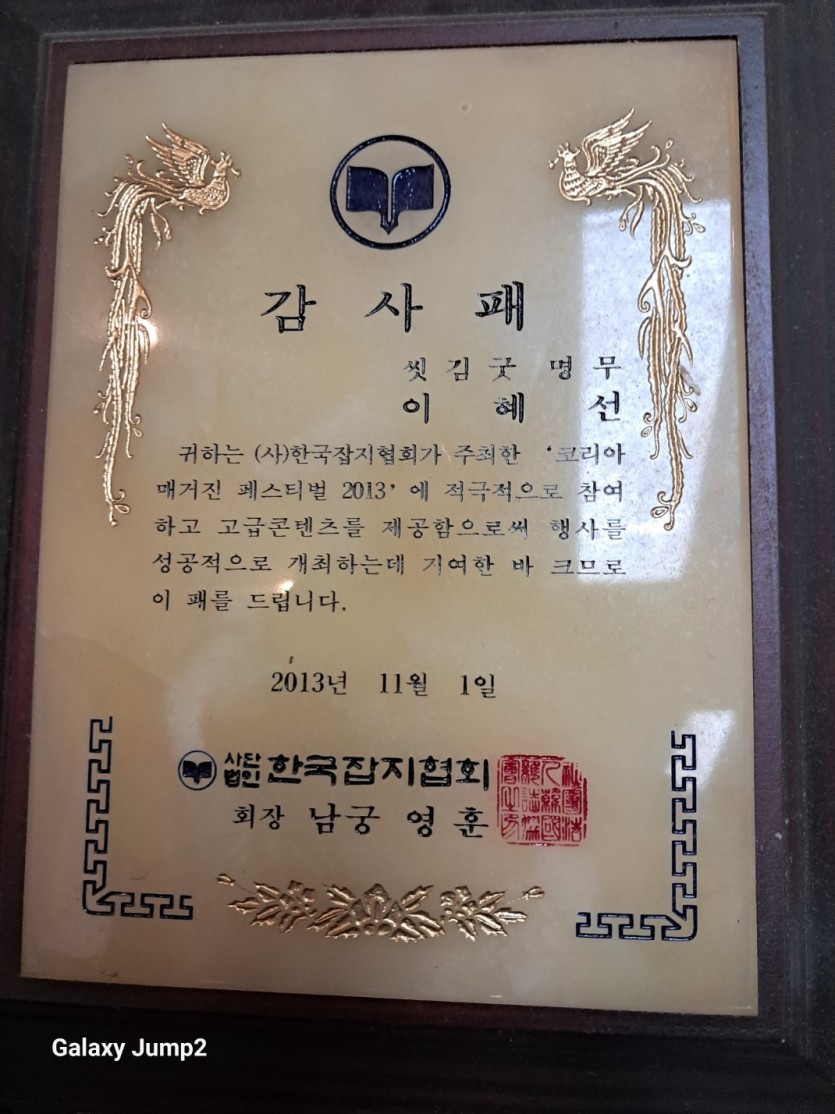 감 사 패
씻 김 굿 명 무
이 혜 선
귀하는 (사)한국잡지협회가 주최한 '코리아
매거진 페스티벌 2013' 에 적극적으로 참여
하고 고급콘텐츠를 제공함으로써 행사를
성공적으로 개최하는데 기여한 바 크므로
이 패를 드립니다.
2013년 11월 1일
사단법인 한국잡지협회
회장 남궁 영 훈
Galaxy Jump2